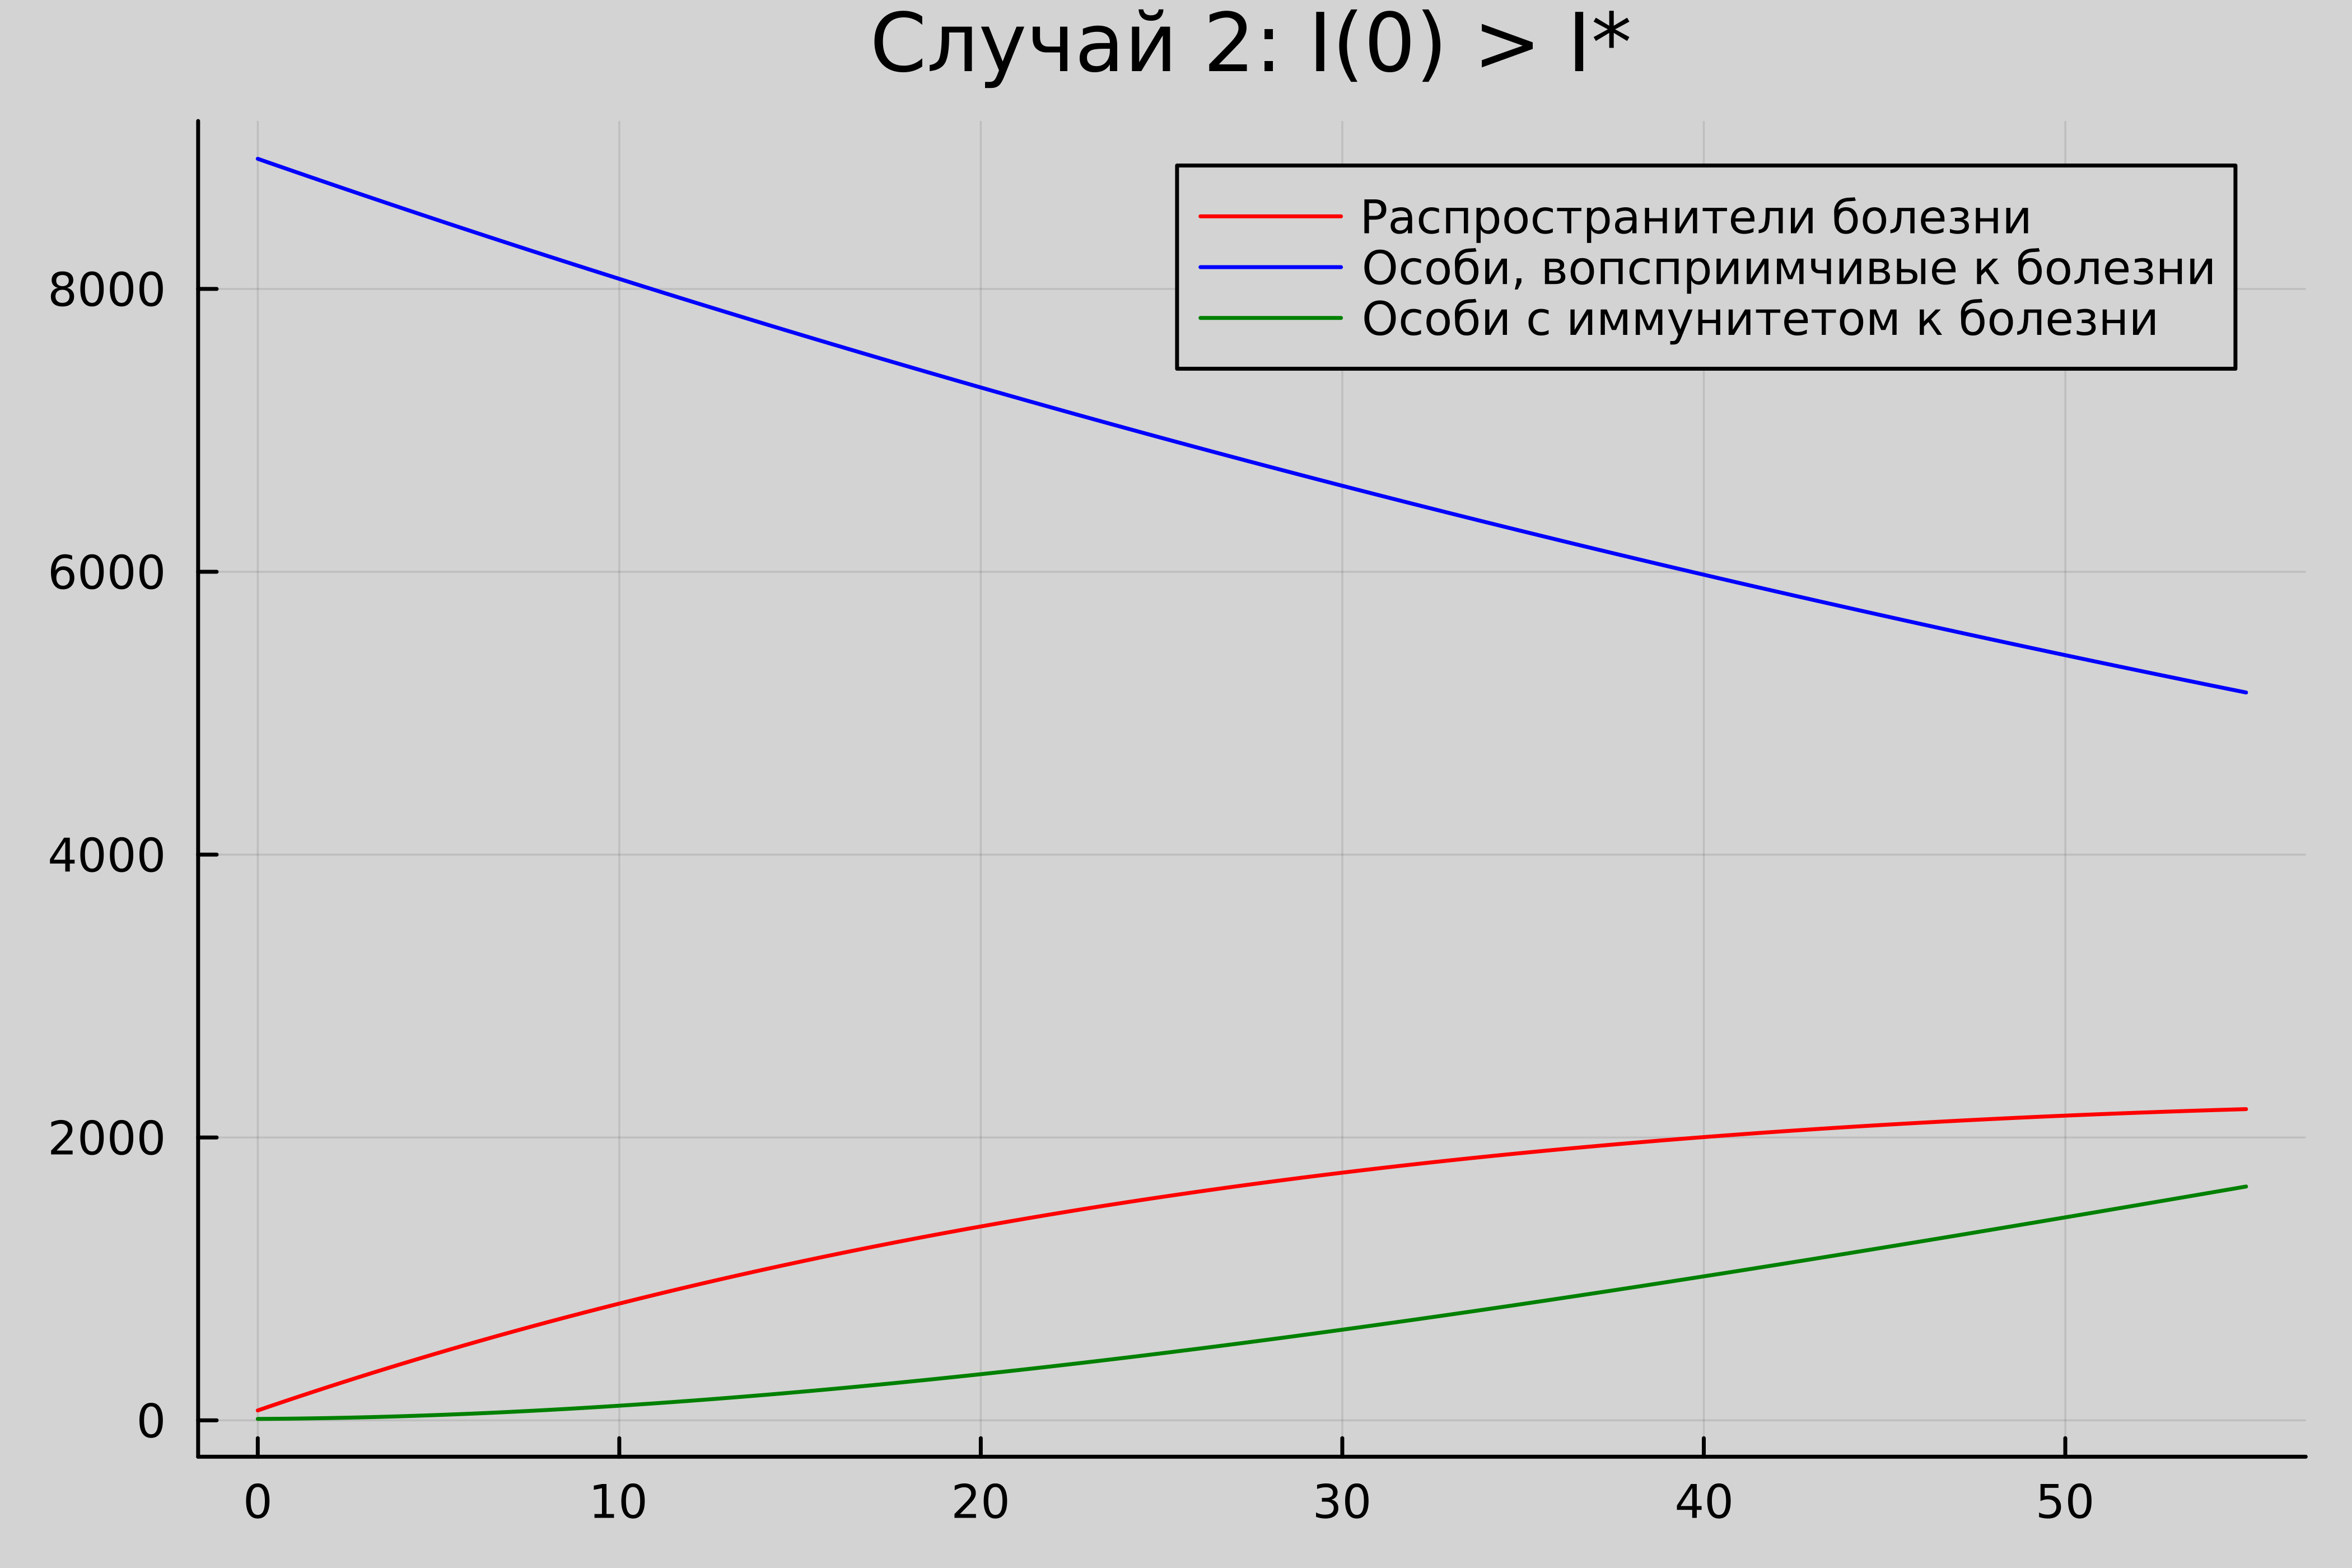 Случай 2: I(0) > I*
Распространители болезни
Особи, вопсприимчивые к болезни
Особи с иммунитетом к болезни
8000
6000
4000
2000
0
0 10 20 30 40 50